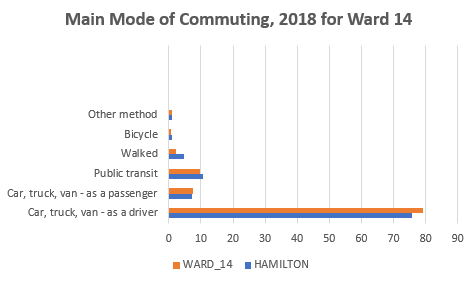 Main Mode of Commuting, 2018 for Ward 14
Other method
Bicycle
Walked
Public transit
Car, truck, van - as a passenger
Car, truck, van - as a driver
0 10 20 30 40 50 60 70 80 90
WARD_14 HAMILTON